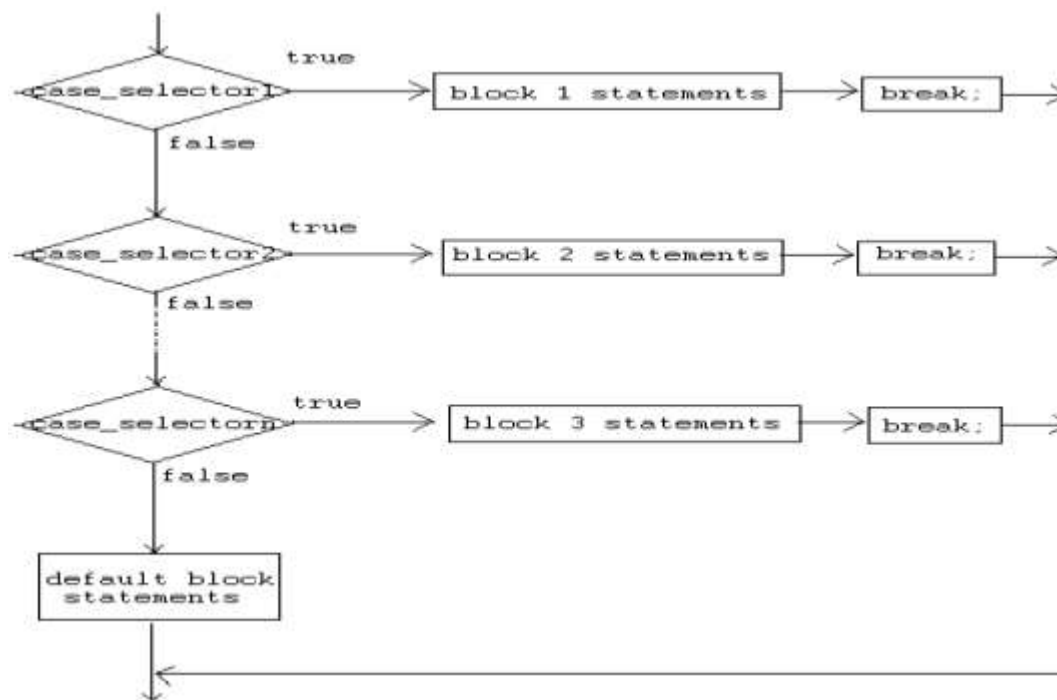 true
case_selector1
block 1 statements
break;
false
true
case_selector2
block 2 statements
break;
false
true
case_selectorn
block 3 statements
break;
false
default block
statements